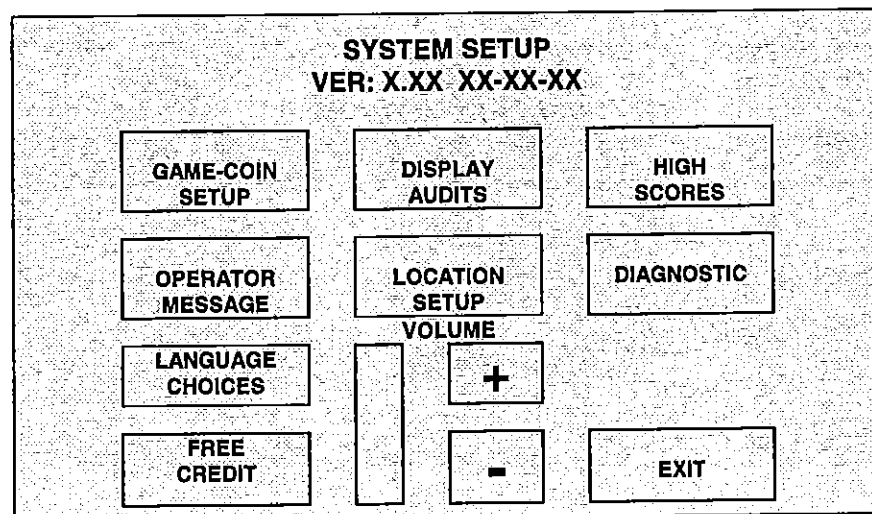 SYSTEM SETUP
VER: X.XX XX-XX-XX
GAME-COIN
SETUP
DISPLAY
AUDITS
HIGH
SCORES
OPERATOR
MESSAGE
LOCATION
SETUP
DIAGNOSTIC
VOLUME
LANGUAGE
CHOICES
+
FREE
CREDIT
-
EXIT